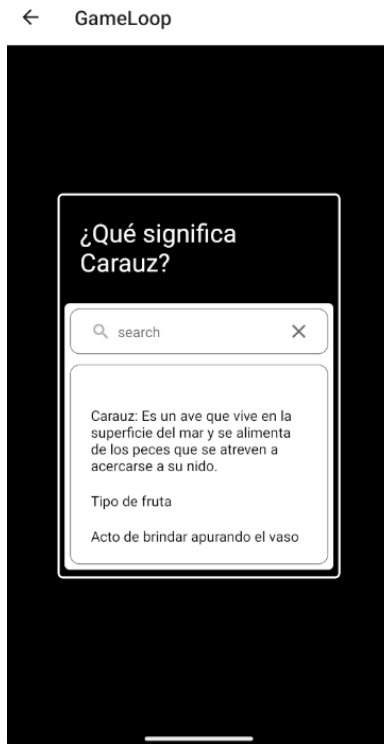 GameLoop
¿Qué significa
Carauz?
search
Carauz: Es un ave que vive en la
superficie del mar y se alimenta
de los peces que se atreven a
acercarse a su nido.
Tipo de fruta
Acto de brindar apurando el vaso